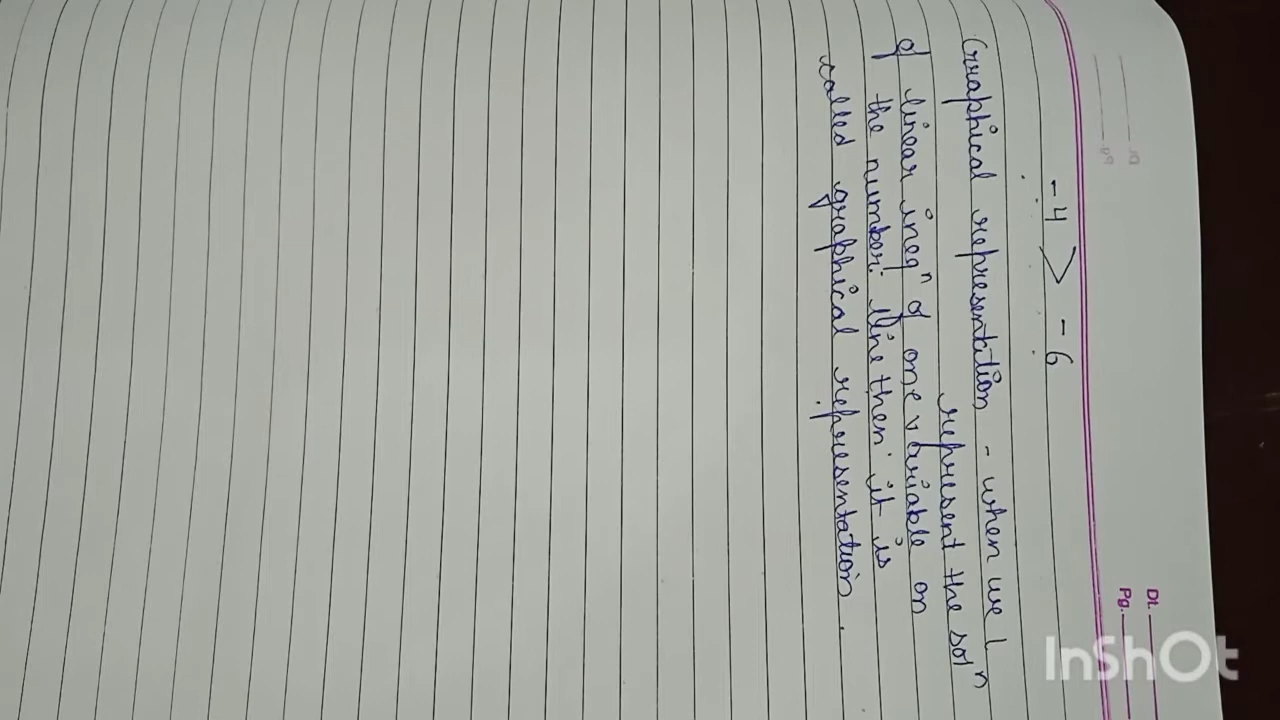 Dt.
Pg.
-4 > -6
Graphical representition - when we
represent the solⁿ
of linear ineqⁿ of one variable on
the number line then it is
called graphical representation.
InShOt